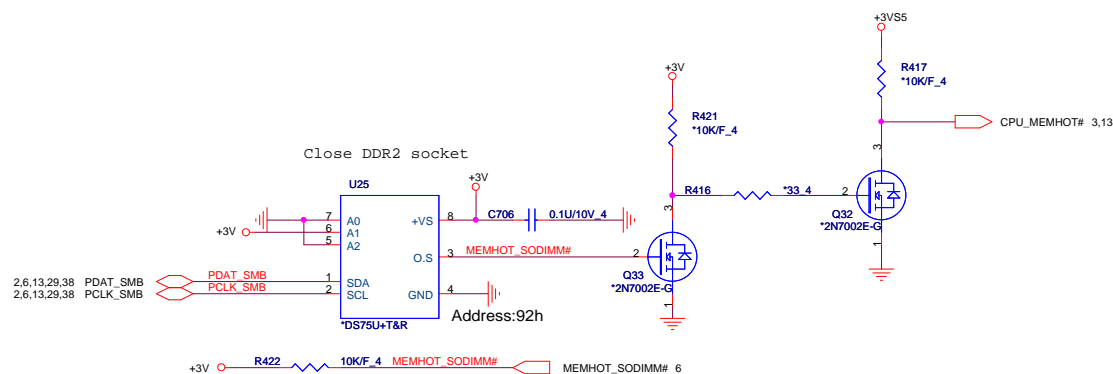 +3VS5
R417
*10K/F_4
CPU_MEMHOT# 3,13
+3V
R421
*10K/F_4
Close DDR2 socket
U25
+3V
R416 *33_4
3
2
Q32
*2N7002E-G
1
C706 0.1U/10V_4
7 A0 +VS 8
+3V 6 A1
5 A2
O.S 3 MEMHOT_SODIMM#
3
2
Q33
*2N7002E-G
1
2,6,13,29,38 PDAT_SMB PDAT_SMB 1 SDA
2,6,13,29,38 PCLK_SMB PCLK_SMB 2 SCL
GND 4
Address:92h
*DS75U+T&R
+3V R422 10K/F_4 MEMHOT_SODIMM# MEMHOT_SODIMM# 6